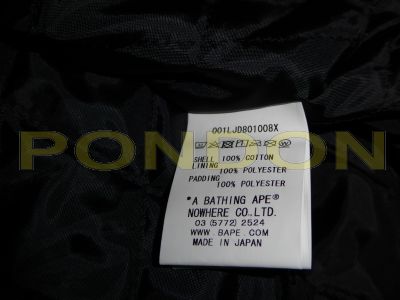 001LJD801008X
SHELL 100% COTTON
LINING 100% POLYESTER
PADDING 100% POLYESTER
"A BATHING APE®
NOWHERE CO., LTD.
03 (5772) 2524
WWW. BAPE. COM
MADE IN JAPAN